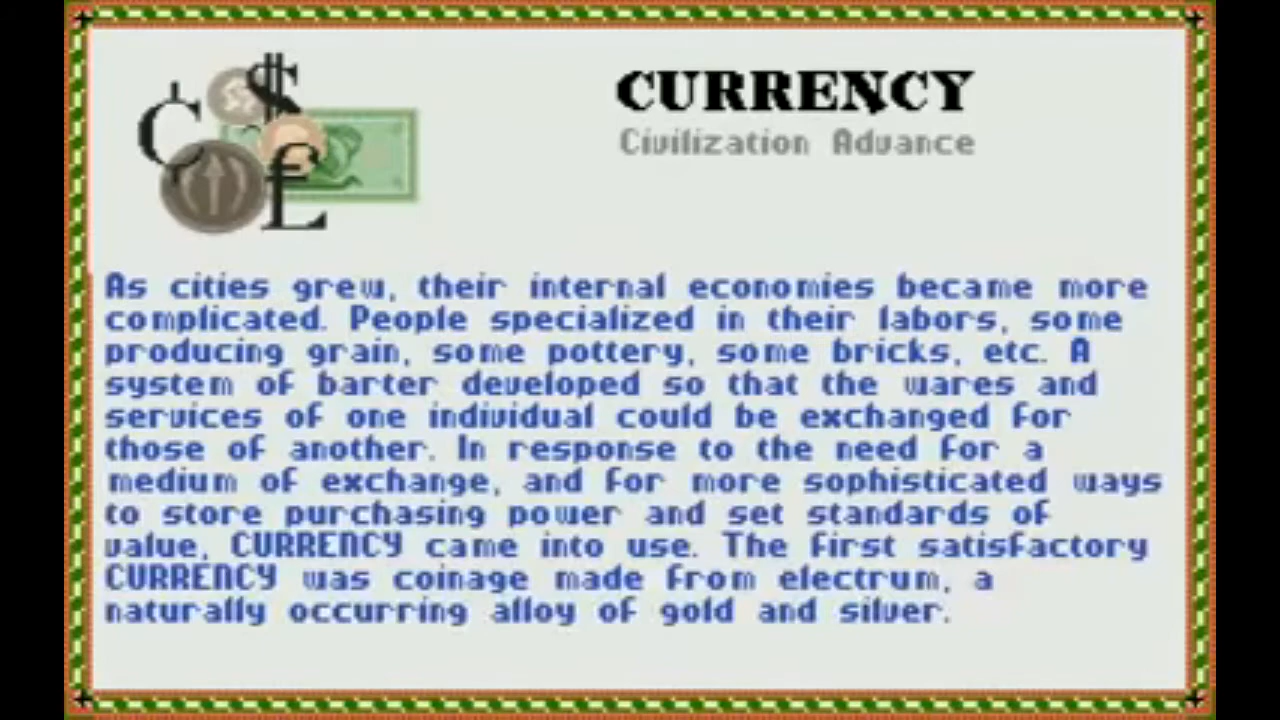 CURRENCY
Civilization Advance
As cities grew, their internal economies became more
complicated. People specialized in their labors, some
producing grain, some pottery, some bricks, etc. A
system of barter developed so that the wares and
services of one individual could be exchanged for
those of another. In response to the need for a
medium of exchange, and for more sophisticated ways
to store purchasing power and set standards of
value, CURRENCY came into use. The first satisfactory
CURRENCY was coinage made from electrum, a
naturally occurring alloy of gold and silver.